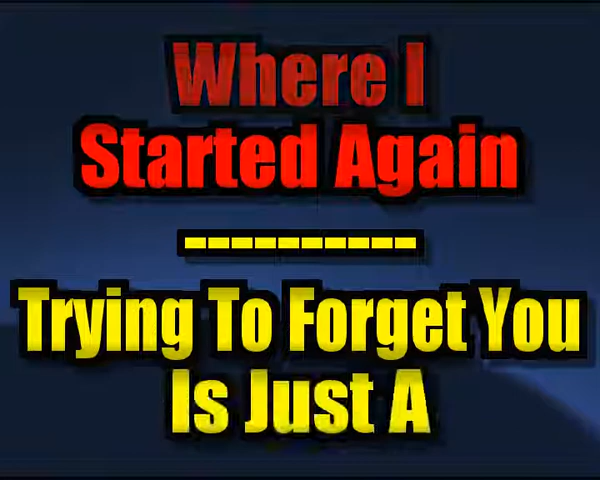 Where I
Started Again
----------
Trying To Forget You
Is Just A